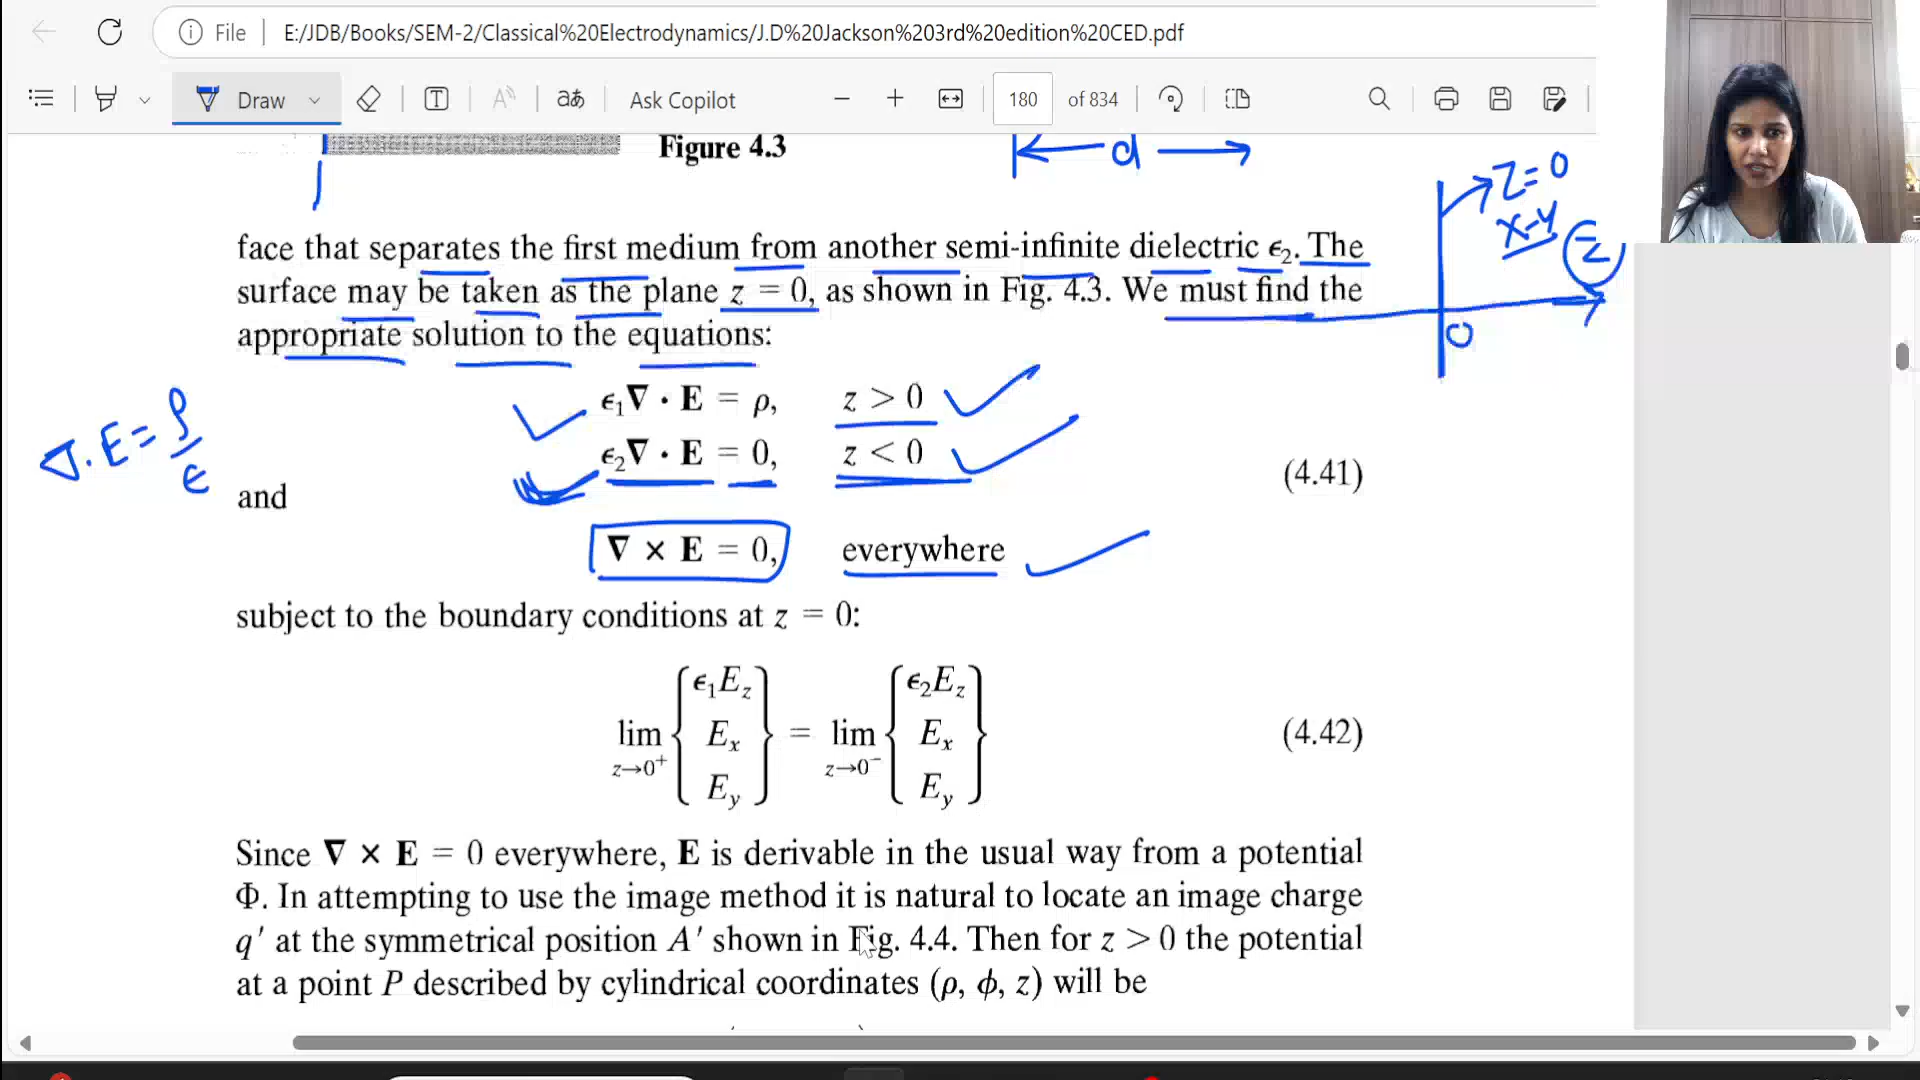 File
E:/JDB/Books/SEM-2/Classical%20Electrodynamics/J.D%20Jackson%203rd%20edition%20CED.pdf
Draw
Ask Copilot
180 of 834
Figure 4.3
d
z=0
x-y
face that separates the first medium from another semi-infinite dielectric ϵ₂. The
surface may be taken as the plane z = 0, as shown in Fig. 4.3. We must find the
appropriate solution to the equations:
0
ϵ₁∇ · E = ρ, z > 0
∇·E = ρ/ϵ
ϵ₂∇ · E = 0, z < 0
(4.41)
and
∇ × E = 0, everywhere
subject to the boundary conditions at z = 0:
lim z→0⁺ {ϵ₁E_z E_x E_y} = lim z→0⁻ {ϵ₂E_z E_x E_y} (4.42)
Since ∇ × E = 0 everywhere, E is derivable in the usual way from a potential
Φ. In attempting to use the image method it is natural to locate an image charge
q′ at the symmetrical position A′ shown in Fig. 4.4. Then for z > 0 the potential
at a point P described by cylindrical coordinates (ρ, ϕ, z) will be